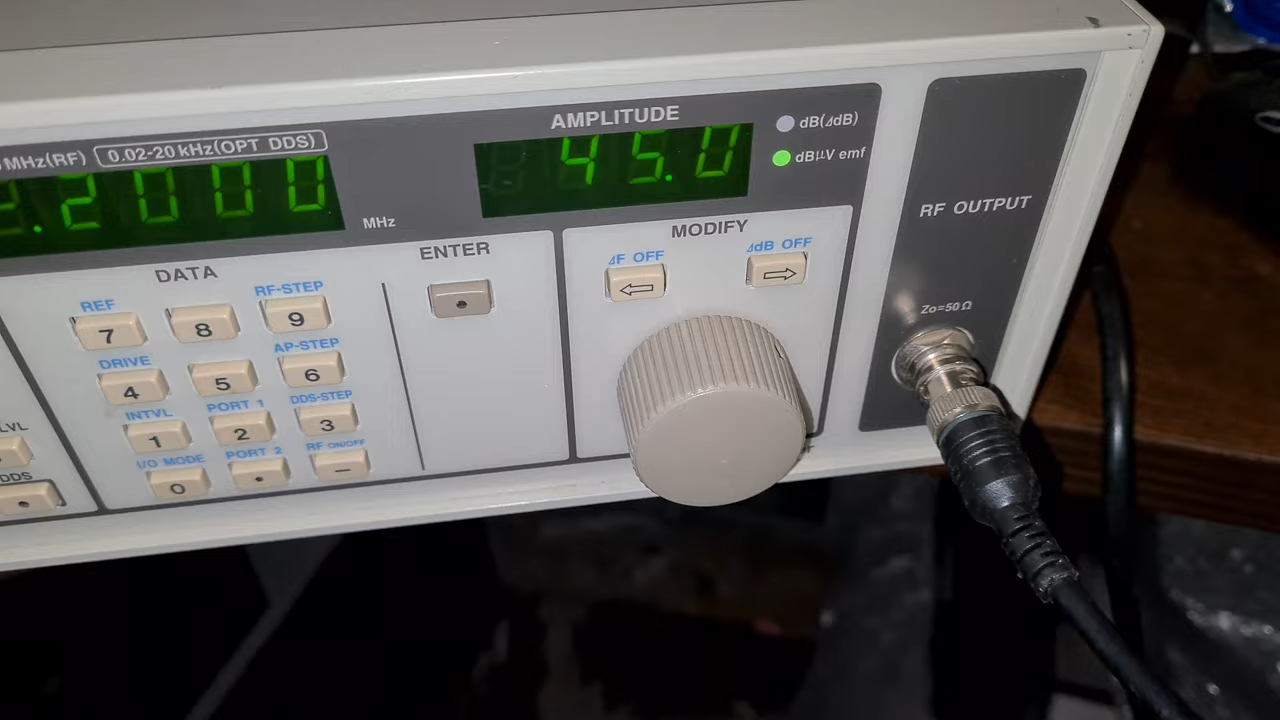 AMPLITUDE
dB(⊿dB)
MHz(RF) 0.02-20 kHz(OPT DDS)
45.0
dBμV emf
.2000
MHz
RF OUTPUT
DATA
ENTER
MODIFY
⊿F OFF
⊿dB OFF
REF
RF-STEP
7 8 9
Zo=50Ω
DRIVE
AP-STEP
4 5 6
INTVL
PORT 1
DDS-STEP
1 2 3
LVL
I/O MODE
PORT 2
RF ON/OFF
0 • –
DDS